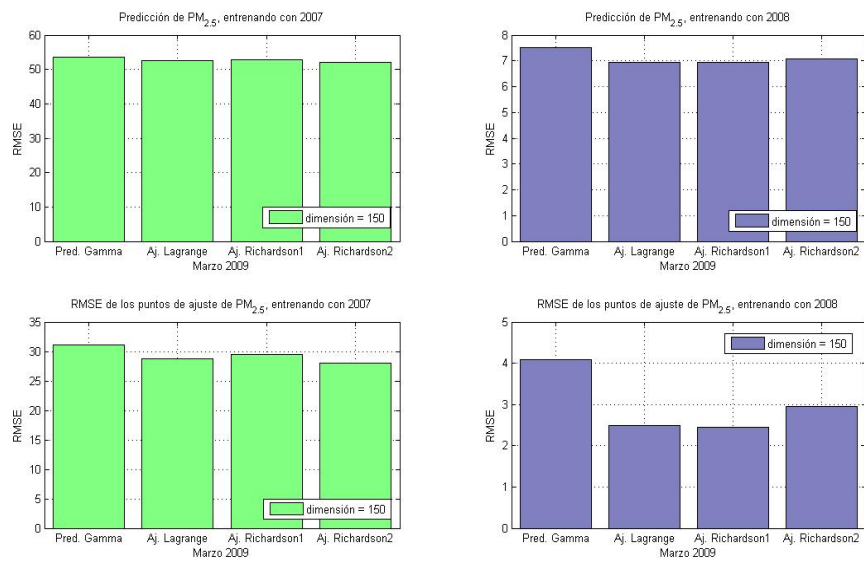 Predicción de PM2.5, entrenando con 2007
60
50
40
30
20
10
0
RMSE
dimensión = 150
Pred. Gamma Aj. Lagrange Aj. Richardson1 Aj. Richardson2
Marzo 2009
Predicción de PM2.5, entrenando con 2008
8
7
6
5
4
3
2
1
0
RMSE
dimensión = 150
Pred. Gamma Aj. Lagrange Aj. Richardson1 Aj. Richardson2
Marzo 2009
RMSE de los puntos de ajuste de PM2.5, entrenando con 2007
35
30
25
20
15
10
5
0
RMSE
dimensión = 150
Pred. Gamma Aj. Lagrange Aj. Richardson1 Aj. Richardson2
Marzo 2009
RMSE de los puntos de ajuste de PM2.5, entrenando con 2008
5
4
3
2
1
0
RMSE
dimensión = 150
Pred. Gamma Aj. Lagrange Aj. Richardson1 Aj. Richardson2
Marzo 2009